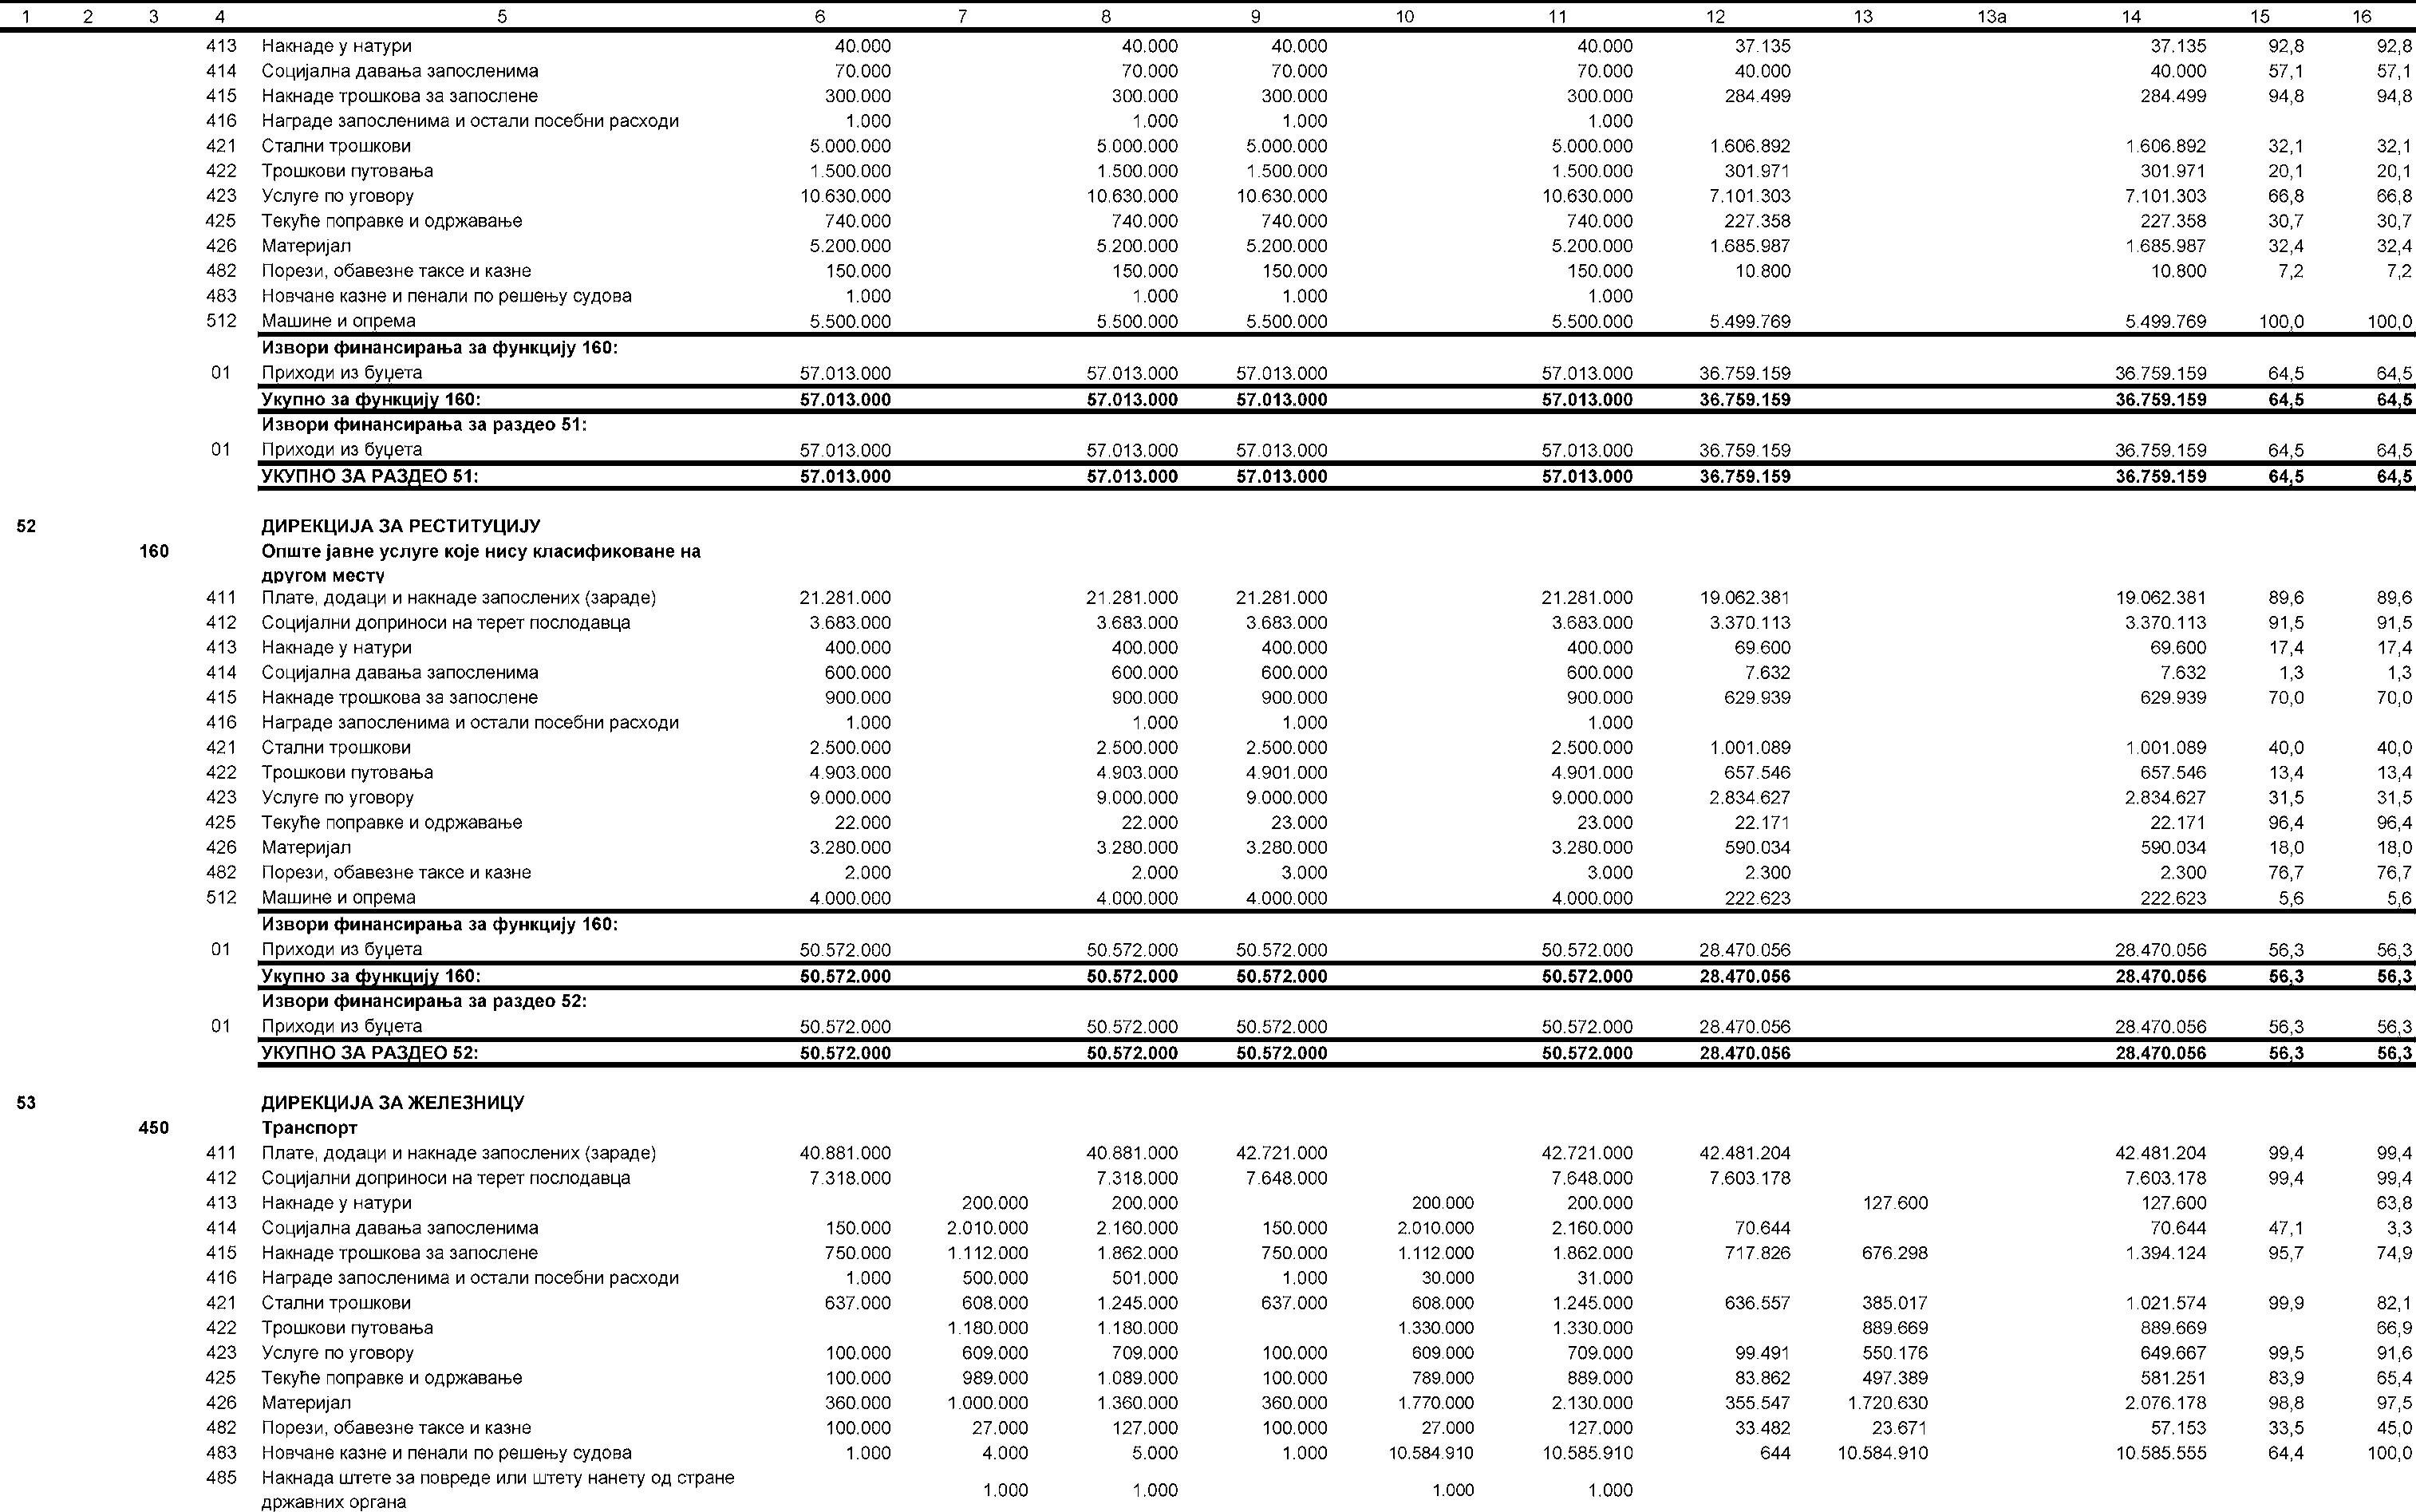 1 2 3 4 5 6 7 8 9 10 11 12 13 13a 14 15 16
413 Накнаде у натури 40.000 40.000 40.000 40.000 37.135 37.135 92,8 92,8
414 Социјална давања запосленима 70.000 70.000 70.000 70.000 40.000 40.000 57,1 57,1
415 Накнаде трошкова за запослене 300.000 300.000 300.000 300.000 284.499 284.499 94,8 94,8
416 Награде запосленима и остали посебни расходи 1.000 1.000 1.000 1.000
421 Стални трошкови 5.000.000 5.000.000 5.000.000 5.000.000 1.606.892 1.606.892 32,1 32,1
422 Трошкови путовања 1.500.000 1.500.000 1.500.000 1.500.000 301.971 301.971 20,1 20,1
423 Услуге по уговору 10.630.000 10.630.000 10.630.000 10.630.000 7.101.303 7.101.303 66,8 66,8
425 Текуће поправке и одржавање 740.000 740.000 740.000 740.000 227.358 227.358 30,7 30,7
426 Материјал 5.200.000 5.200.000 5.200.000 5.200.000 1.685.987 1.685.987 32,4 32,4
482 Порези, обавезне таксе и казне 150.000 150.000 150.000 150.000 10.800 10.800 7,2 7,2
483 Новчане казне и пенали по решењу судова 1.000 1.000 1.000 1.000
512 Машине и опрема 5.500.000 5.500.000 5.500.000 5.500.000 5.499.769 5.499.769 100,0 100,0
Извори финансирања за функцију 160:
01 Приходи из буџета 57.013.000 57.013.000 57.013.000 57.013.000 36.759.159 36.759.159 64,5 64,5
Укупно за функцију 160: 57.013.000 57.013.000 57.013.000 57.013.000 36.759.159 36.759.159 64,5 64,5
Извори финансирања за раздео 51:
01 Приходи из буџета 57.013.000 57.013.000 57.013.000 57.013.000 36.759.159 36.759.159 64,5 64,5
УКУПНО ЗА РАЗДЕО 51: 57.013.000 57.013.000 57.013.000 57.013.000 36.759.159 36.759.159 64,5 64,5
52 ДИРЕКЦИЈА ЗА РЕСТИТУЦИЈУ
160 Опште јавне услуге које нису класификоване на
другом месту
411 Плате, додаци и накнаде запослених (зараде) 21.281.000 21.281.000 21.281.000 21.281.000 19.062.381 19.062.381 89,6 89,6
412 Социјални доприноси на терет послодавца 3.683.000 3.683.000 3.683.000 3.683.000 3.370.113 3.370.113 91,5 91,5
413 Накнаде у натури 400.000 400.000 400.000 400.000 69.600 69.600 17,4 17,4
414 Социјална давања запосленима 600.000 600.000 600.000 600.000 7.632 7.632 1,3 1,3
415 Накнаде трошкова за запослене 900.000 900.000 900.000 900.000 629.939 629.939 70,0 70,0
416 Награде запосленима и остали посебни расходи 1.000 1.000 1.000 1.000
421 Стални трошкови 2.500.000 2.500.000 2.500.000 2.500.000 1.001.089 1.001.089 40,0 40,0
422 Трошкови путовања 4.903.000 4.903.000 4.901.000 4.901.000 657.546 657.546 13,4 13,4
423 Услуге по уговору 9.000.000 9.000.000 9.000.000 9.000.000 2.834.627 2.834.627 31,5 31,5
425 Текуће поправке и одржавање 22.000 22.000 23.000 23.000 22.171 22.171 96,4 96,4
426 Материјал 3.280.000 3.280.000 3.280.000 3.280.000 590.034 590.034 18,0 18,0
482 Порези, обавезне таксе и казне 2.000 2.000 3.000 3.000 2.300 2.300 76,7 76,7
512 Машине и опрема 4.000.000 4.000.000 4.000.000 4.000.000 222.623 222.623 5,6 5,6
Извори финансирања за функцију 160:
01 Приходи из буџета 50.572.000 50.572.000 50.572.000 50.572.000 28.470.056 28.470.056 56,3 56,3
Укупно за функцију 160: 50.572.000 50.572.000 50.572.000 50.572.000 28.470.056 28.470.056 56,3 56,3
Извори финансирања за раздео 52:
01 Приходи из буџета 50.572.000 50.572.000 50.572.000 50.572.000 28.470.056 28.470.056 56,3 56,3
УКУПНО ЗА РАЗДЕО 52: 50.572.000 50.572.000 50.572.000 50.572.000 28.470.056 28.470.056 56,3 56,3
53 ДИРЕКЦИЈА ЗА ЖЕЛЕЗНИЦУ
450 Транспорт
411 Плате, додаци и накнаде запослених (зараде) 40.881.000 40.881.000 42.721.000 42.721.000 42.481.204 42.481.204 99,4 99,4
412 Социјални доприноси на терет послодавца 7.318.000 7.318.000 7.648.000 7.648.000 7.603.178 7.603.178 99,4 99,4
413 Накнаде у натури 200.000 200.000 200.000 200.000 127.600 127.600 63,8
414 Социјална давања запосленима 150.000 2.010.000 2.160.000 150.000 2.010.000 2.160.000 70.644 70.644 47,1 3,3
415 Накнаде трошкова за запослене 750.000 1.112.000 1.862.000 750.000 1.112.000 1.862.000 717.826 676.298 1.394.124 95,7 74,9
416 Награде запосленима и остали посебни расходи 1.000 500.000 501.000 1.000 30.000 31.000
421 Стални трошкови 637.000 608.000 1.245.000 637.000 608.000 1.245.000 636.557 385.017 1.021.574 99,9 82,1
422 Трошкови путовања 1.180.000 1.180.000 1.330.000 1.330.000 889.669 889.669 66,9
423 Услуге по уговору 100.000 609.000 709.000 100.000 609.000 709.000 99.491 550.176 649.667 99,5 91,6
425 Текуће поправке и одржавање 100.000 989.000 1.089.000 100.000 789.000 889.000 83.862 497.389 581.251 83,9 65,4
426 Материјал 360.000 1.000.000 1.360.000 360.000 1.770.000 2.130.000 355.547 1.720.630 2.076.178 98,8 97,5
482 Порези, обавезне таксе и казне 100.000 27.000 127.000 100.000 27.000 127.000 33.482 23.671 57.153 33,5 45,0
483 Новчане казне и пенали по решењу судова 1.000 4.000 5.000 1.000 10.584.910 10.585.910 644 10.584.910 10.585.555 64,4 100,0
485 Накнада штете за повреде или штету нанету од стране
државних органа 1.000 1.000 1.000 1.000